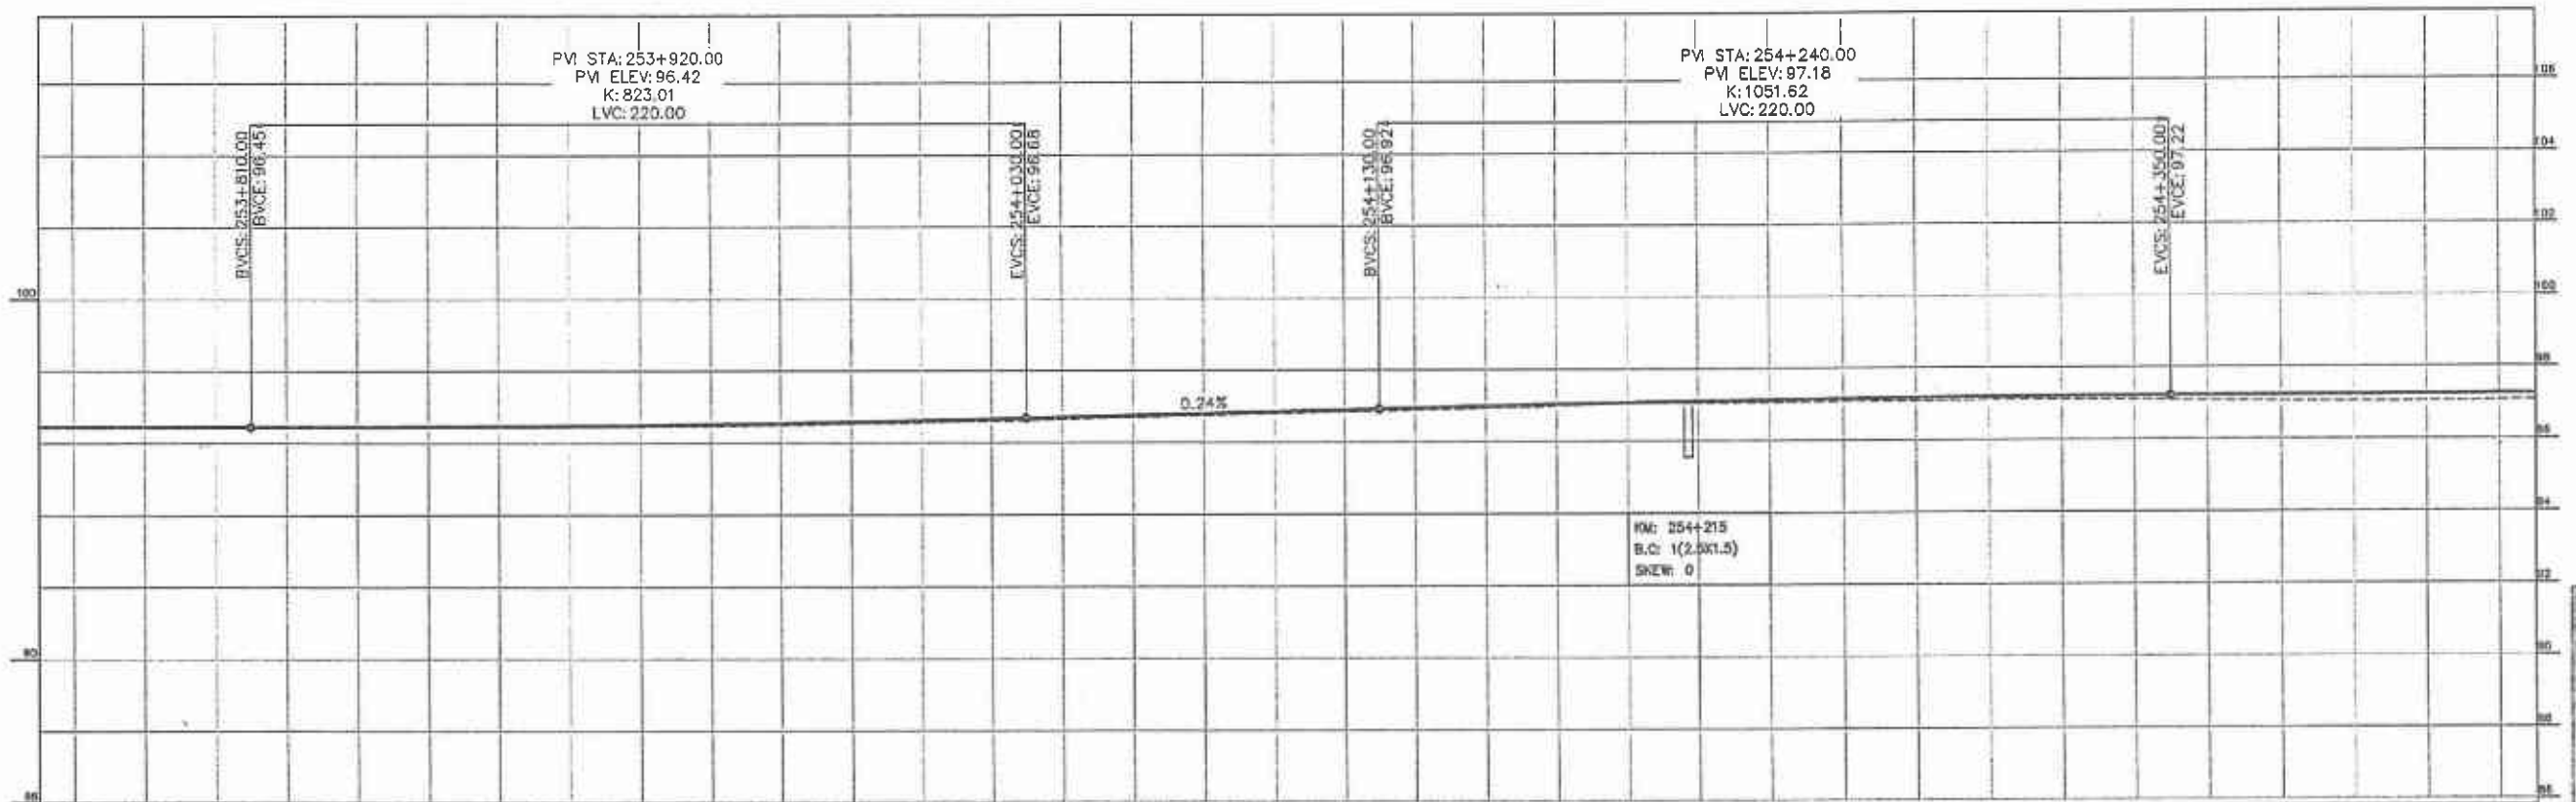 PVI STA: 253+920.00
PVI ELEV: 96.42
K: 823.01
LVC: 220.00
BVCS: 253+810.00
BVCE: 96.45
EVCS: 254+030.00
EVCE: 96.68
PVI STA: 254+240.00
PVI ELEV: 97.18
K: 1051.62
LVC: 220.00
BVCS: 254+130.00
BVCE: 96.92
EVCS: 254+350.00
EVCE: 97.22
0.24%
KM: 254+215
B.C: 1(2.5X1.5)
SKEW: 0
100
90
106
104
102
100
98
96
94
92
90
88